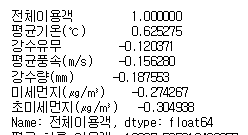 전체이용객 1.000000
평균기온(℃) 0.625275
강수유무 -0.120371
평균풍속(m/s) -0.156280
강수량(mm) -0.187553
미세먼지(㎍/㎥) -0.274267
초미세먼지(㎍/㎥) -0.304938
Name: 전체이용객, dtype: float64